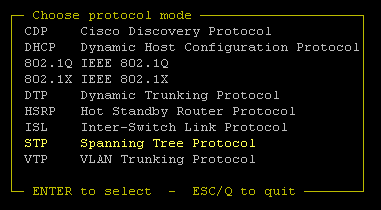 Choose protocol mode
CDP Cisco Discovery Protocol
DHCP Dynamic Host Configuration Protocol
802.1Q IEEE 802.1Q
802.1X IEEE 802.1X
DTP Dynamic Trunking Protocol
HSRP Hot Standby Router Protocol
ISL Inter-Switch Link Protocol
STP Spanning Tree Protocol
VTP VLAN Trunking Protocol
ENTER to select - ESC/Q to quit